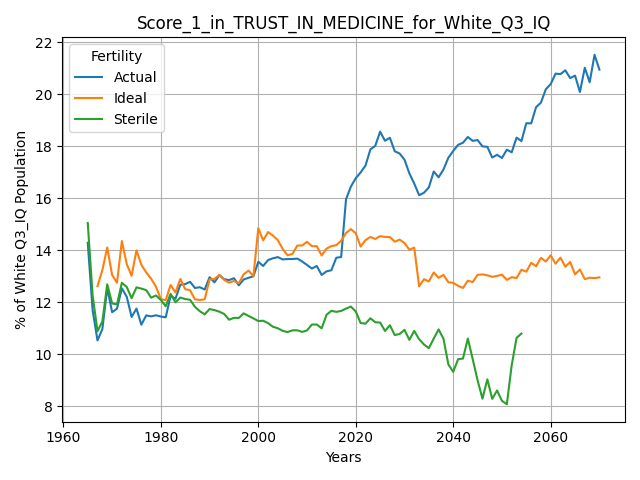 Score_1_in_TRUST_IN_MEDICINE_for_White_Q3_IQ
Fertility
Actual
Ideal
Sterile
% of White Q3_IQ Population
22
20
18
16
14
12
10
8
1960
1980
2000
2020
2040
2060
Years